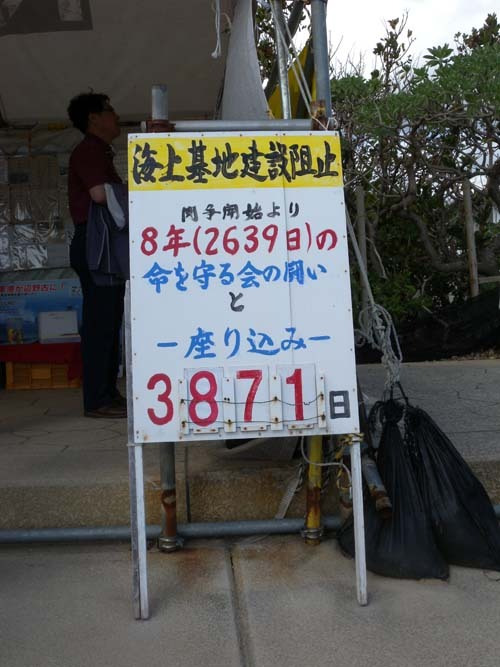 海上基地建設阻止
闘争開始より
8年(2639日)の
命を守る会の闘い
と
－座り込み－
3871日